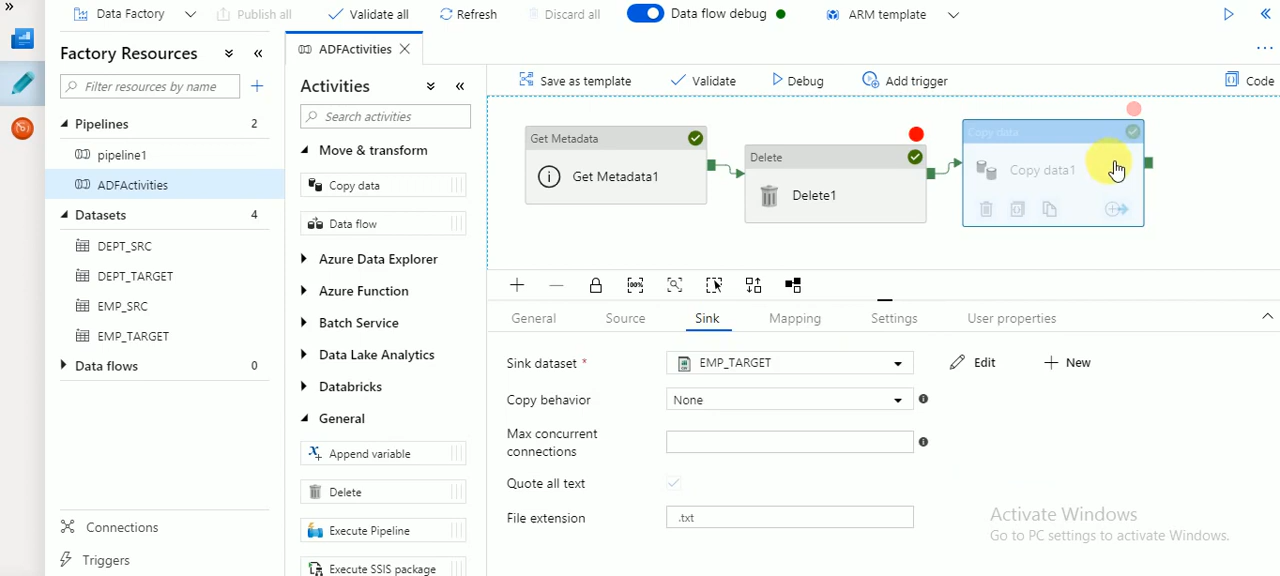 Data Factory
Publish all
Validate all
Refresh
Discard all
Data flow debug
ARM template
Factory Resources
ADFActivities
Filter resources by name
Pipelines 2
pipeline1
ADFActivities
Datasets 4
DEPT_SRC
DEPT_TARGET
EMP_SRC
EMP_TARGET
Data flows 0
Connections
Triggers
Activities
Search activities
Move & transform
Copy data
Data flow
Azure Data Explorer
Azure Function
Batch Service
Data Lake Analytics
Databricks
General
Append variable
Delete
Execute Pipeline
Execute SSIS package
Save as template
Validate
Debug
Add trigger
Code
Get Metadata
Get Metadata1
Delete
Delete1
Copy data
Copy data1
100%
General
Source
Sink
Mapping
Settings
User properties
Sink dataset *
EMP_TARGET
Edit
New
Copy behavior
None
Max concurrent
connections
Quote all text
File extension
.txt
Activate Windows
Go to PC settings to activate Windows.